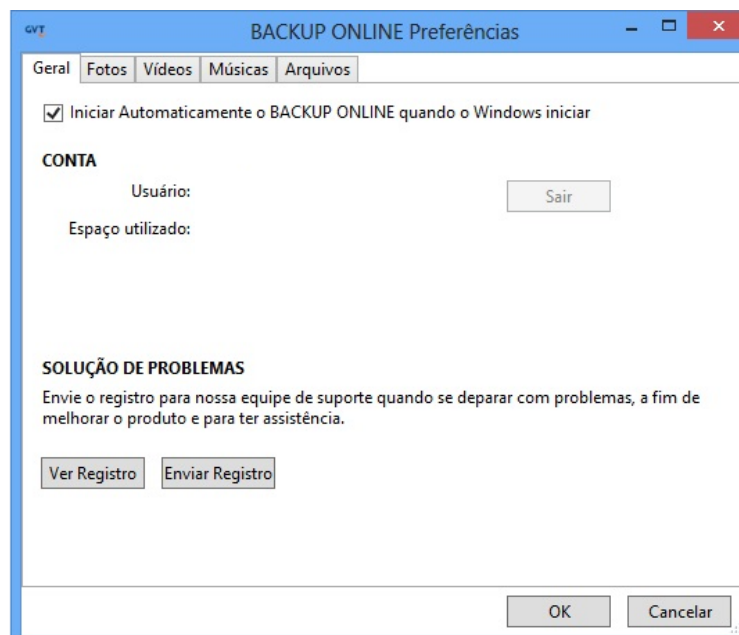 GVT BACKUP ONLINE Preferências
Geral Fotos Vídeos Músicas Arquivos
Iniciar Automaticamente o BACKUP ONLINE quando o Windows iniciar
CONTA
Usuário: Sair
Espaço utilizado:
SOLUÇÃO DE PROBLEMAS
Envie o registro para nossa equipe de suporte quando se deparar com problemas, a fim de
melhorar o produto e para ter assistência.
Ver Registro Enviar Registro
OK Cancelar